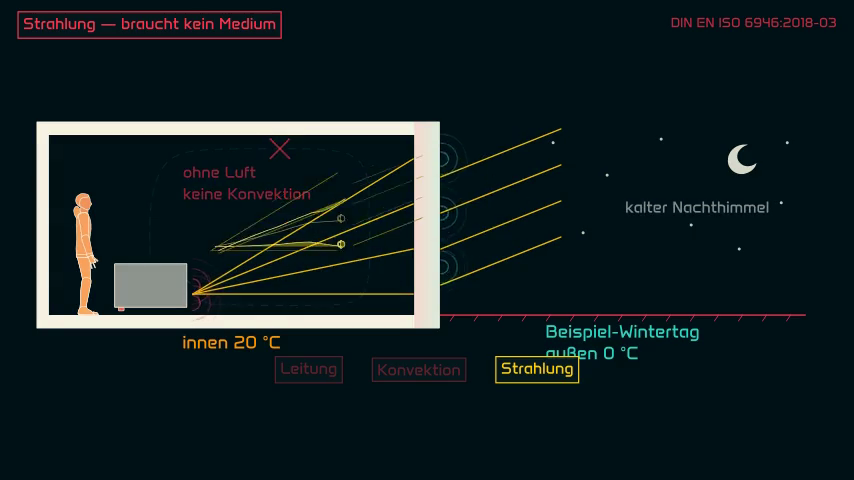 Strahlung — braucht kein Medium
DIN EN ISO 6946:2018-03
ohne Luft
keine Konvektion
kalter Nachthimmel
innen 20 °C
Beispiel-Wintertag
außen 0 °C
Leitung
Konvektion
Strahlung